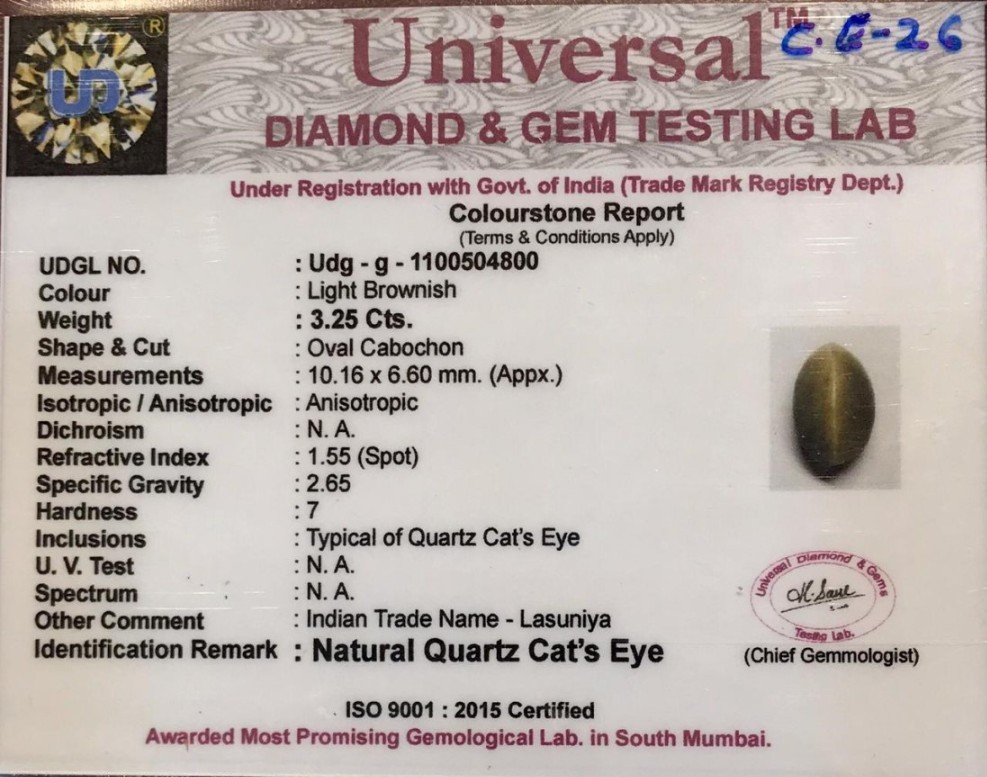 UD ®
Universal™ C.E-26
DIAMOND & GEM TESTING LAB
Under Registration with Govt. of India (Trade Mark Registry Dept.)
Colourstone Report
(Terms & Conditions Apply)
UDGL NO. : Udg - g - 1100504800
Colour : Light Brownish
Weight : 3.25 Cts.
Shape & Cut : Oval Cabochon
Measurements : 10.16 x 6.60 mm. (Appx.)
Isotropic / Anisotropic : Anisotropic
Dichroism : N. A.
Refractive Index : 1.55 (Spot)
Specific Gravity : 2.65
Hardness : 7
Inclusions : Typical of Quartz Cat's Eye
U. V. Test : N. A.
Spectrum : N. A.
Other Comment : Indian Trade Name - Lasuniya
Identification Remark : Natural Quartz Cat's Eye
Universal Diamond & Gems
Testing Lab.
(Chief Gemmologist)
ISO 9001 : 2015 Certified
Awarded Most Promising Gemological Lab. in South Mumbai.